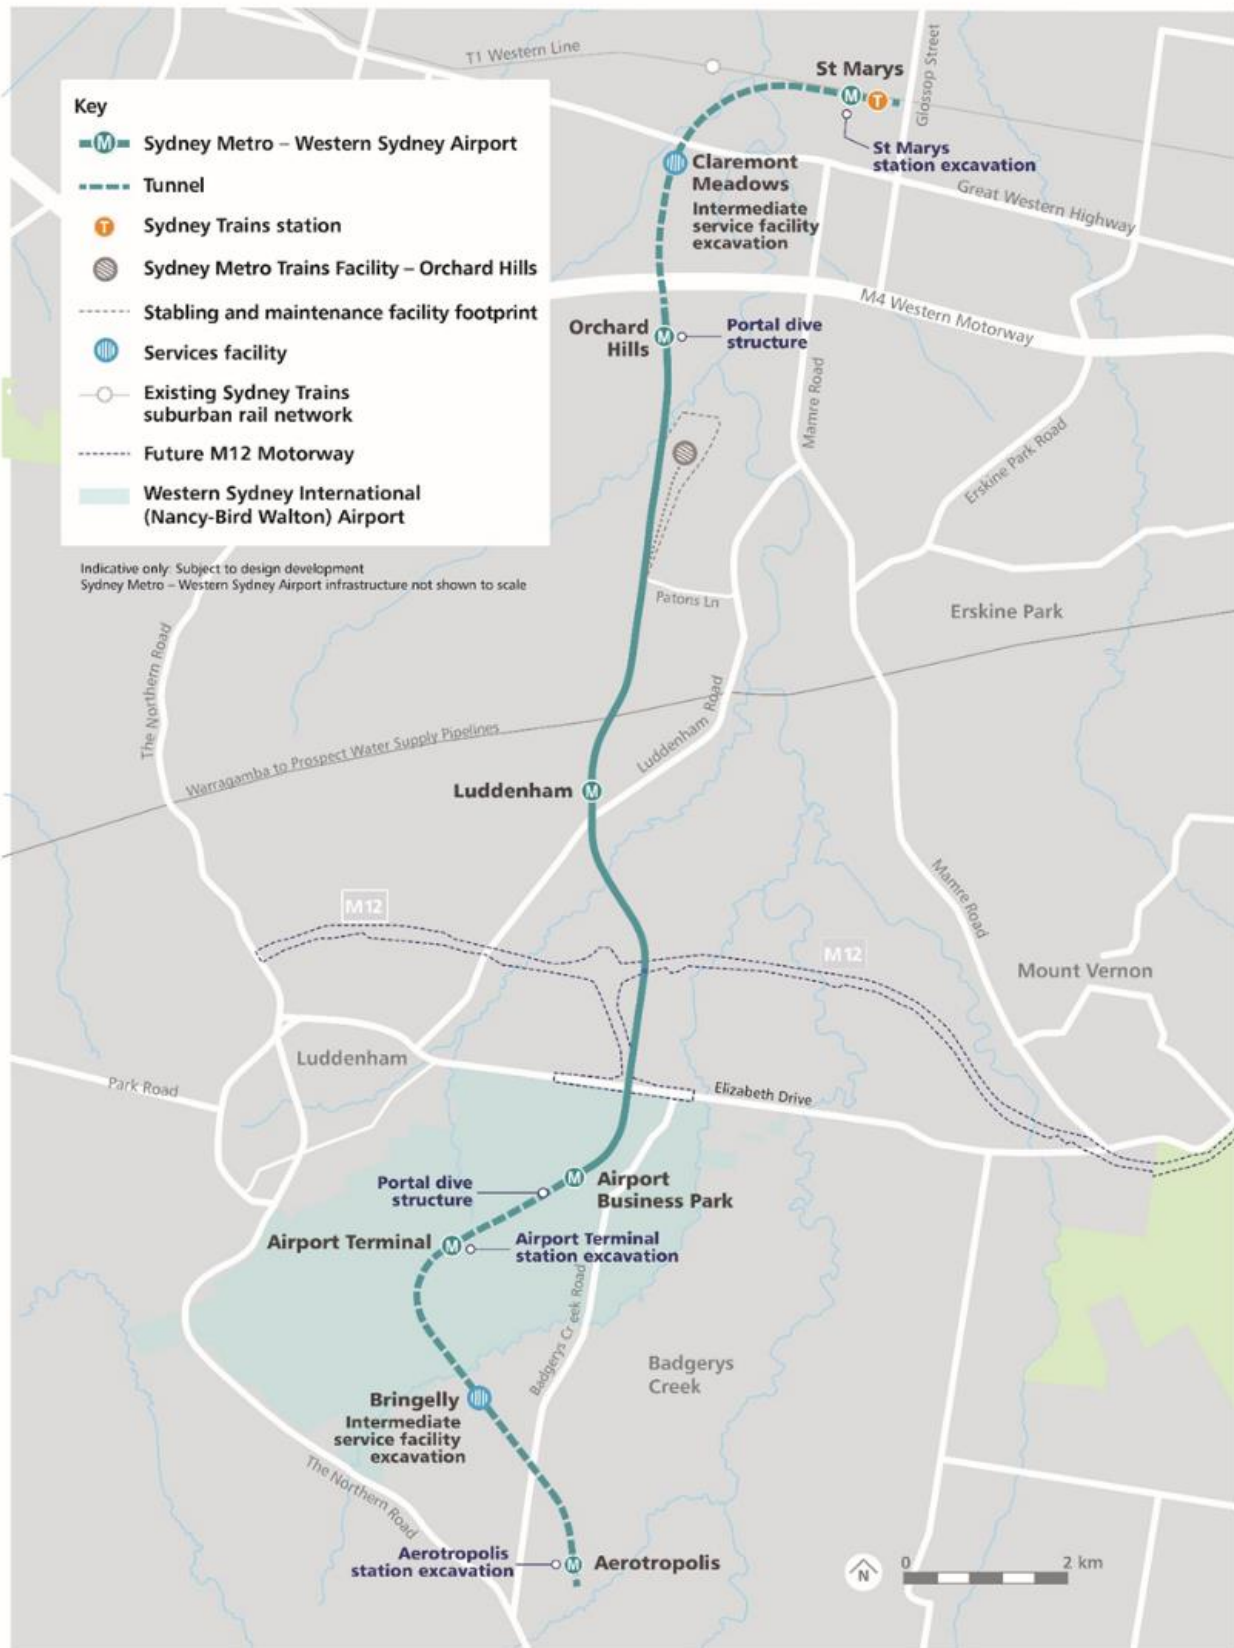 T1 Western Line
Glossop Street
St Marys
M
T
Key
M
Sydney Metro – Western Sydney Airport
Tunnel
T
Sydney Trains station
Sydney Metro Trains Facility – Orchard Hills
Stabling and maintenance facility footprint
Services facility
Existing Sydney Trains
suburban rail network
Future M12 Motorway
Western Sydney International
(Nancy-Bird Walton) Airport
Indicative only: Subject to design development
Sydney Metro – Western Sydney Airport infrastructure not shown to scale
St Marys
station excavation
Claremont
Meadows
Intermediate
service facility
excavation
Great Western Highway
M4 Western Motorway
Orchard
Hills
M
Portal dive
structure
Mamre Road
Erskine Park Road
Patons Ln
Erskine Park
The Northern Road
Warragamba to Prospect Water Supply Pipelines
Luddenham Road
Luddenham
M
Mamre Road
M12
M12
Mount Vernon
Luddenham
Park Road
Elizabeth Drive
Portal dive
structure
M
Airport
Business Park
Airport Terminal
M
Airport Terminal
station excavation
Badgerys Creek Road
Badgerys
Creek
Bringelly
Intermediate
service facility
excavation
The Northern Road
Aerotropolis
station excavation
M
Aerotropolis
N
0
2 km